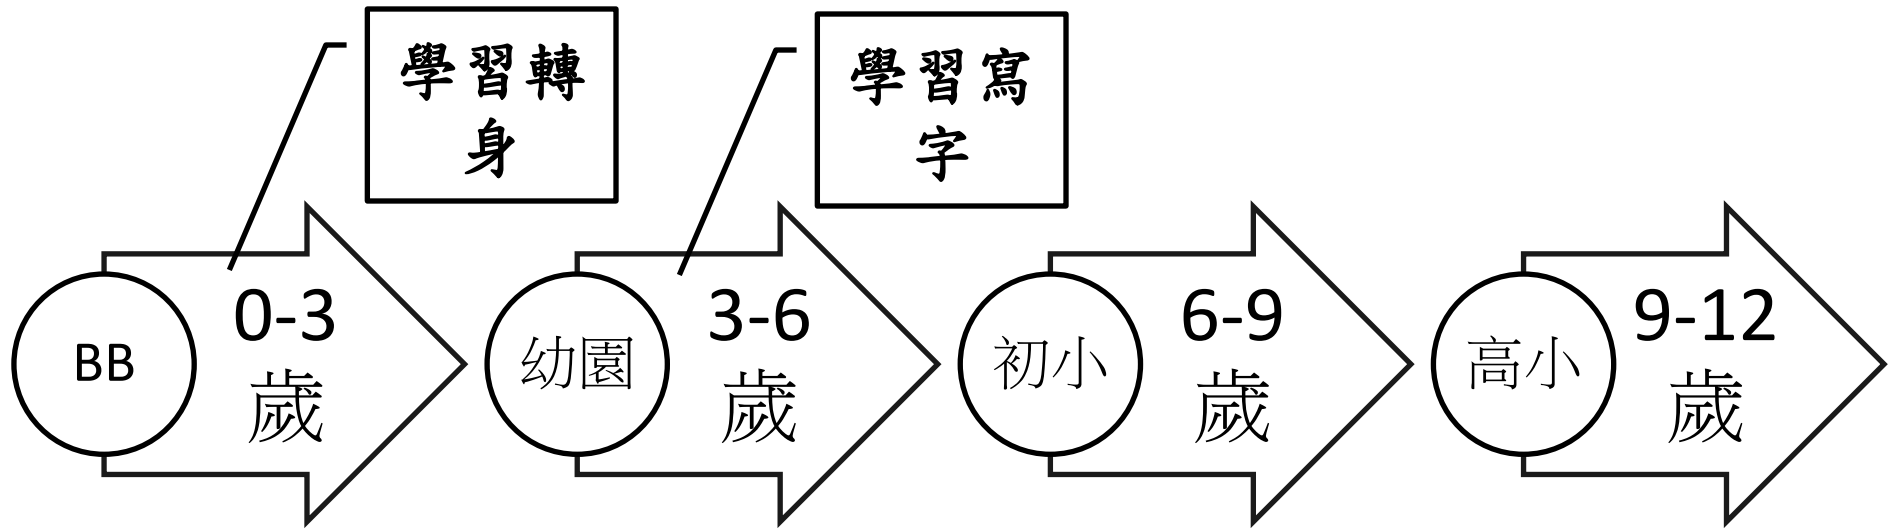 學習轉
身
學習寫
字
BB
0-3
歲
幼園
3-6
歲
初小
6-9
歲
高小
9-12
歲